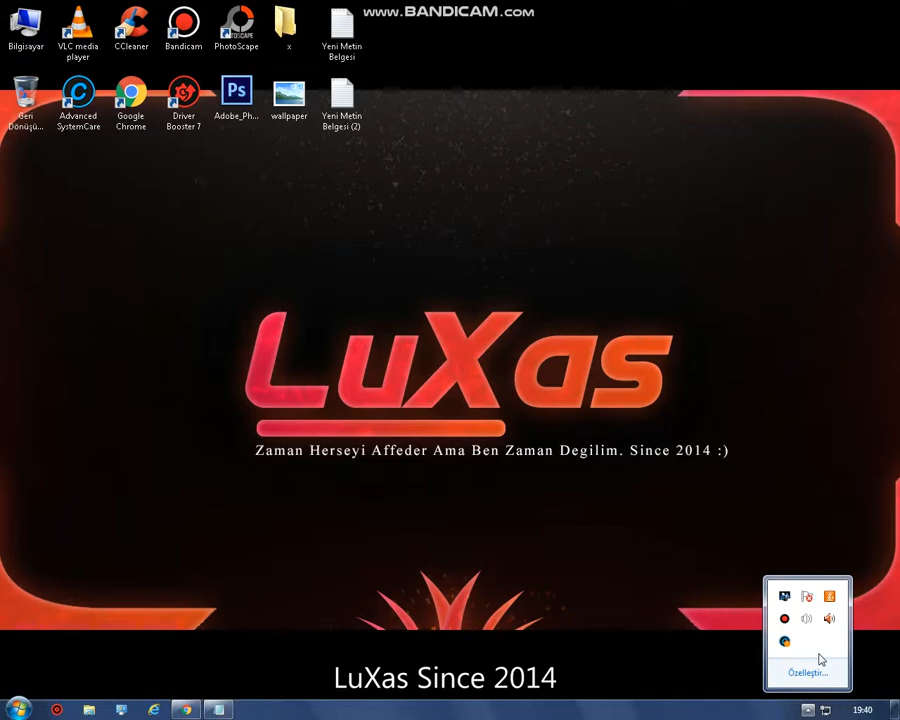 www.BANDICAM.com
Bilgisayar
VLC media
player
CCleaner
Bandicam
PhotoScape
x
Yeni Metin
Belgesi
Geri
Dönüşü...
Advanced
SystemCare
Google
Chrome
Driver
Booster 7
Ps
Adobe_Ph...
wallpaper
Yeni Metin
Belgesi (2)
LuXas
Zaman Herseyi Affeder Ama Ben Zaman Degilim. Since 2014 :)
Özelleştir...
LuXas Since 2014
19:40